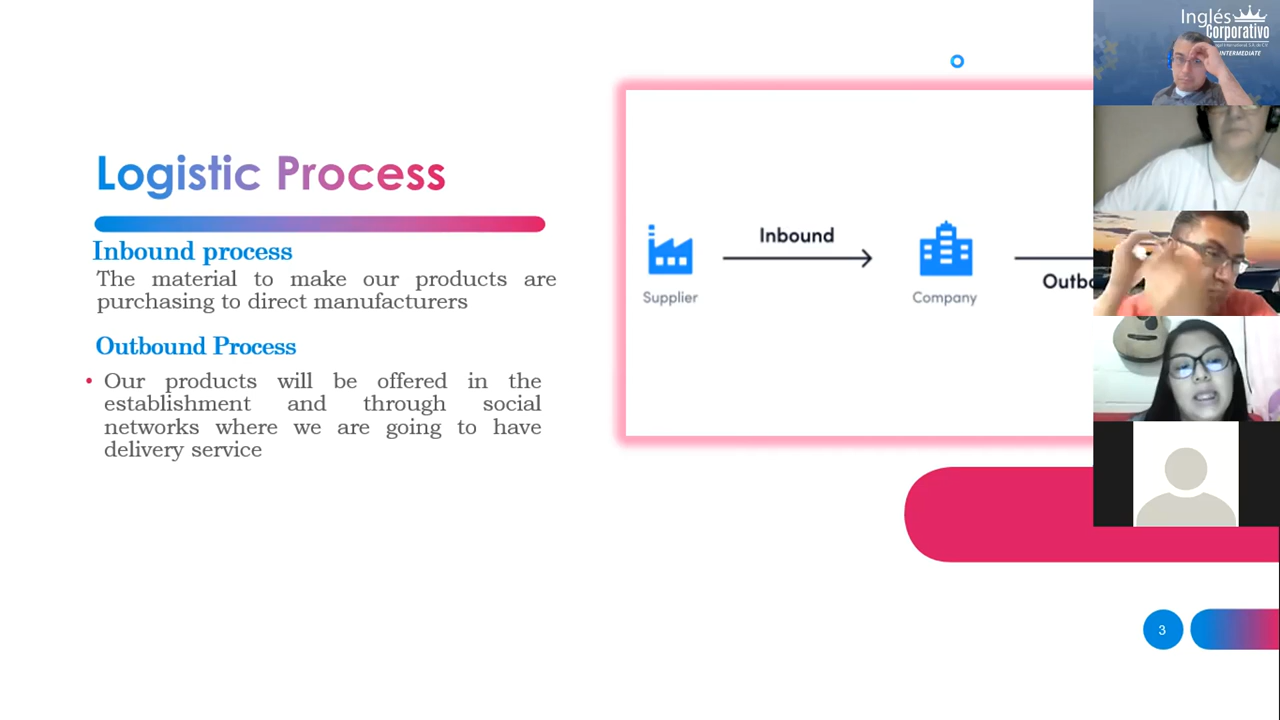 Inglés
Corporativo
INTERMEDIATE
Logistic Process
Inbound process
The material to make our products are
purchasing to direct manufacturers
Outbound Process
• Our products will be offered in the
establishment and through social
networks where we are going to have
delivery service
Inbound
Supplier
Company
Outbo
3